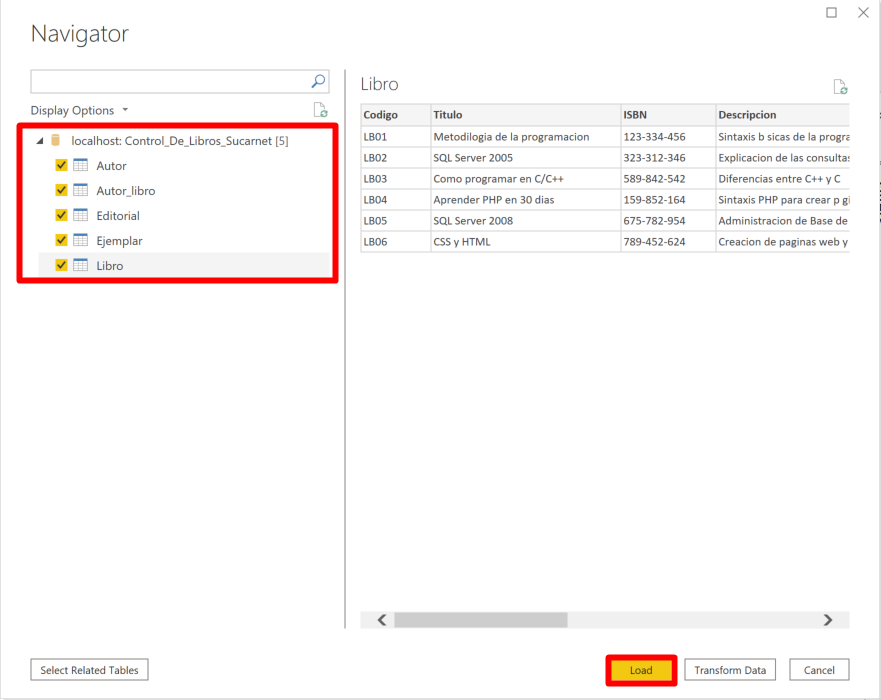 Navigator
Display Options
localhost: Control_De_Libros_Sucarnet [5]
Autor
Autor_libro
Editorial
Ejemplar
Libro
Libro
Codigo Titulo ISBN Descripcion
LB01 Metodilogia de la programacion 123-334-456 Sintaxis b sicas de la progra
LB02 SQL Server 2005 323-312-346 Explicacion de las consultas
LB03 Como programar en C/C++ 589-842-542 Diferencias entre C++ y C
LB04 Aprender PHP en 30 dias 159-852-164 Sintaxis PHP para crear p gi
LB05 SQL Server 2008 675-782-954 Administracion de Base de
LB06 CSS y HTML 789-452-624 Creacion de paginas web y
Select Related Tables
Load
Transform Data
Cancel